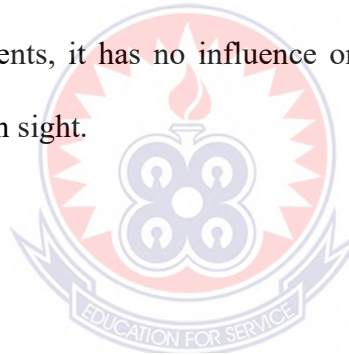 ents, it has no influence or
n sight.
EDUCATION FOR SERVICE